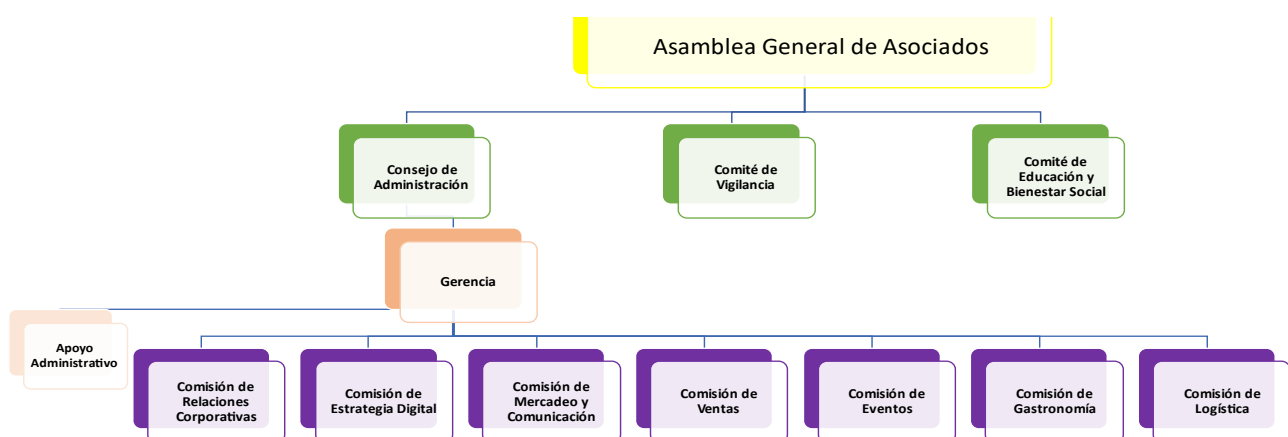 Asamblea General de Asociados
Consejo de
Administración
Comité de
Vigilancia
Comité de
Educación y
Bienestar Social
Gerencia
Apoyo
Administrativo
Comisión de
Relaciones
Corporativas
Comisión de
Estrategia Digital
Comisión de
Mercadeo y
Comunicación
Comisión de
Ventas
Comisión de
Eventos
Comisión de
Gastronomía
Comisión de
Logística